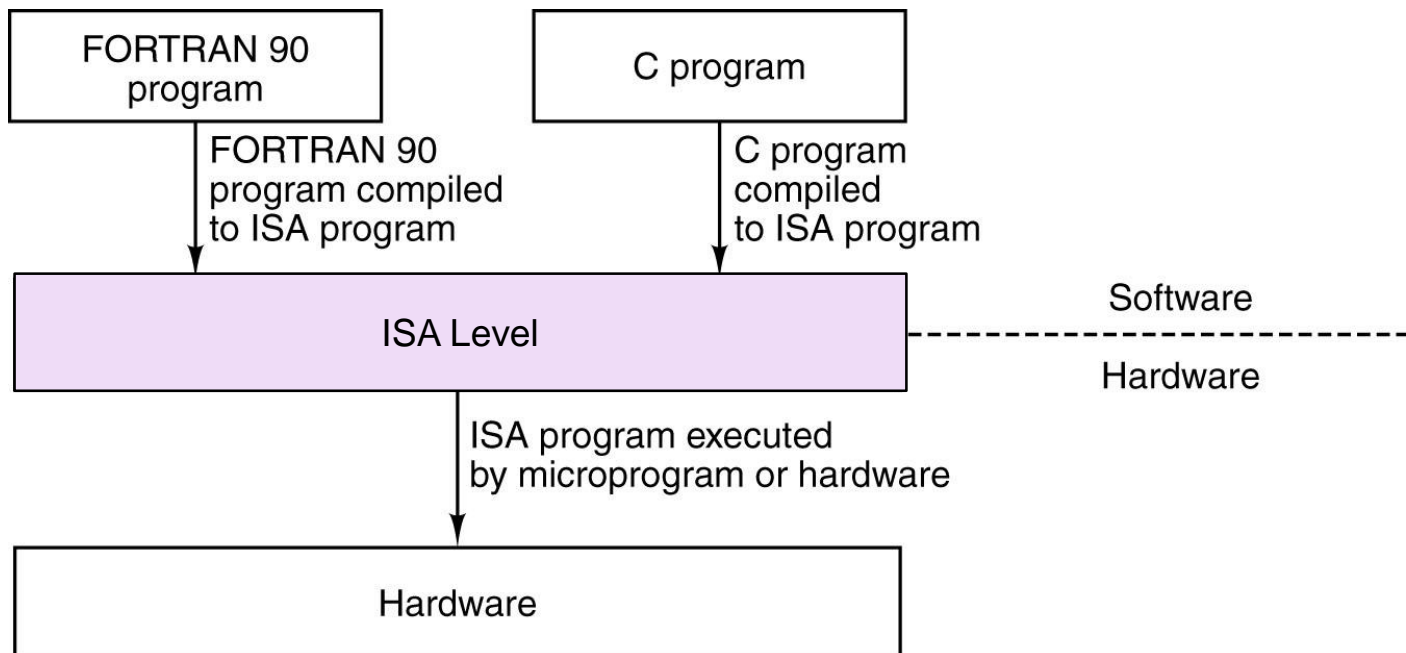 FORTRAN 90
program
C program
FORTRAN 90
program compiled
to ISA program
C program
compiled
to ISA program
ISA Level
Software
Hardware
ISA program executed
by microprogram or hardware
Hardware